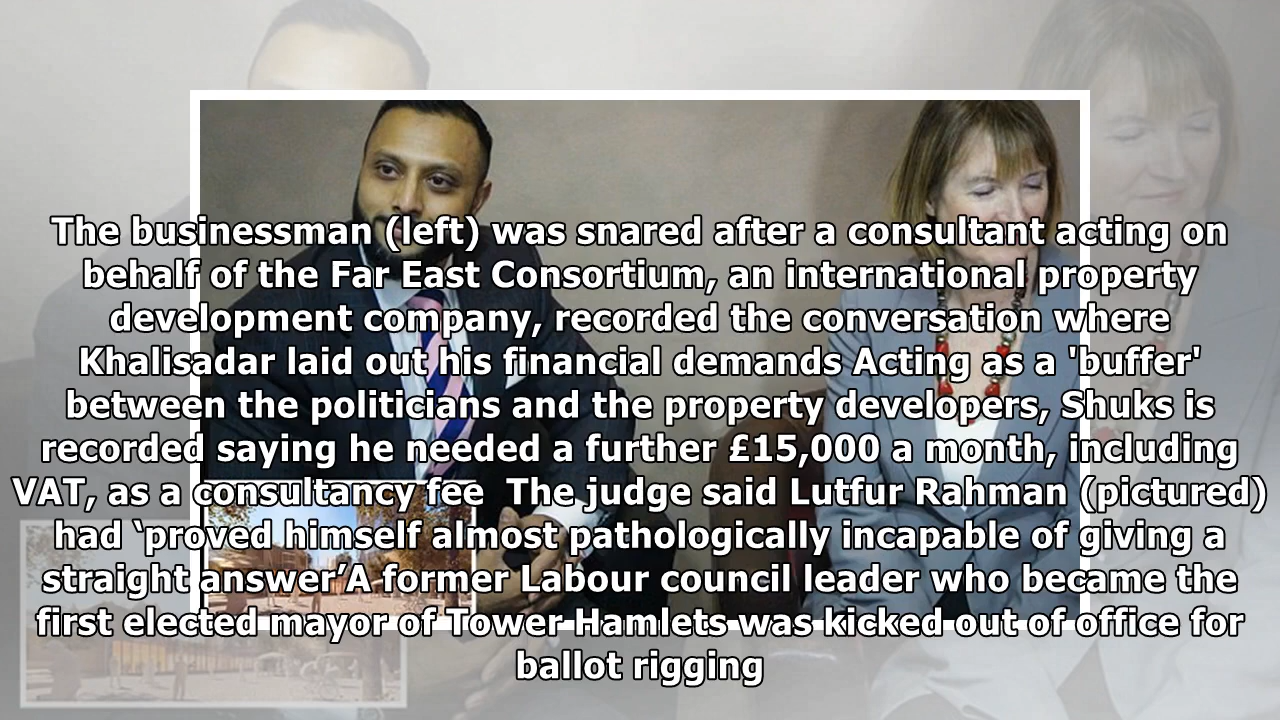 The businessman (left) was snared after a consultant acting on
behalf of the Far East Consortium, an international property
development company, recorded the conversation where
Khalisadar laid out his financial demands Acting as a 'buffer'
between the politicians and the property developers, Shuks is
recorded saying he needed a further £15,000 a month, including
VAT, as a consultancy fee  The judge said Lutfur Rahman (pictured)
had ‘proved himself almost pathologically incapable of giving a
straight answer’A former Labour council leader who became the
first elected mayor of Tower Hamlets was kicked out of office for
ballot rigging